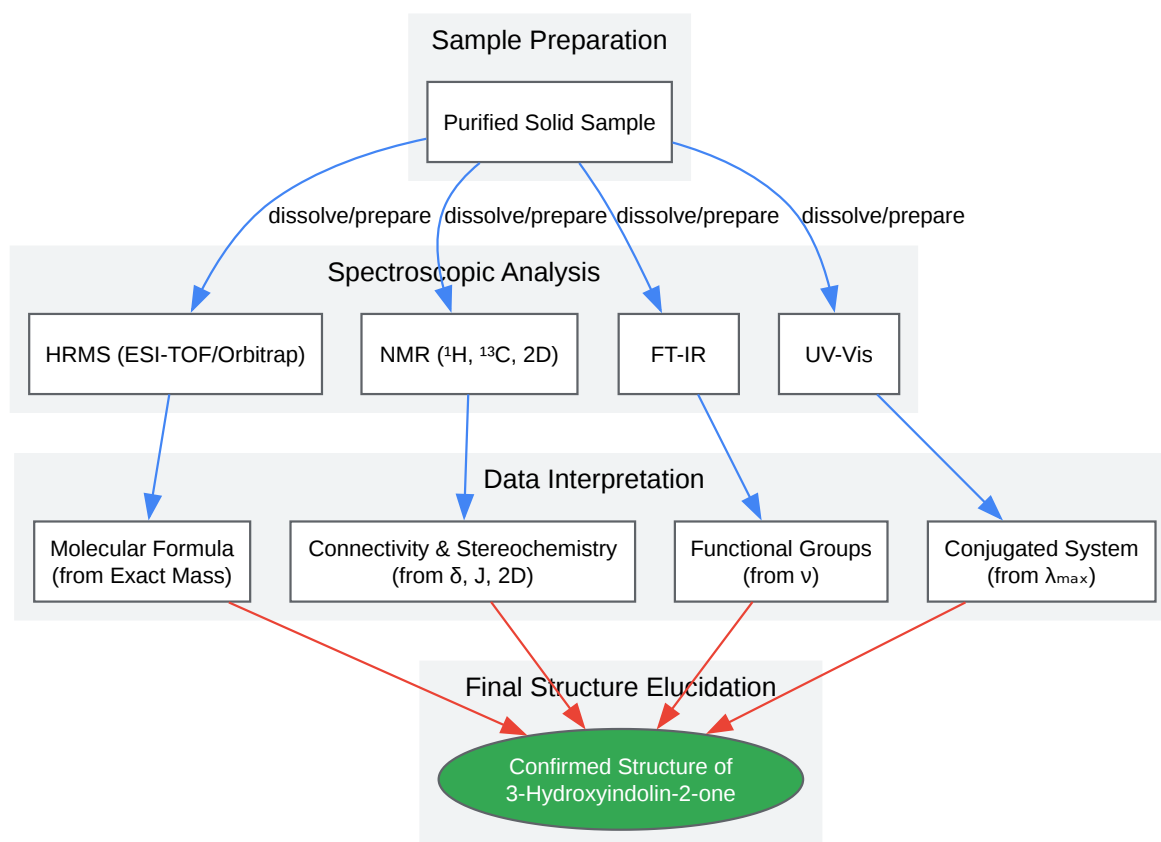 Sample Preparation
Purified Solid Sample
dissolve/prepare
dissolve/prepare
dissolve/prepare
dissolve/prepare
Spectroscopic Analysis
HRMS (ESI-TOF/Orbitrap)
NMR (¹H, ¹³C, 2D)
FT-IR
UV-Vis
Data Interpretation
Molecular Formula
(from Exact Mass)
Connectivity & Stereochemistry
(from δ, J, 2D)
Functional Groups
(from ν)
Conjugated System
(from λₘₐₓ)
Final Structure Elucidation
Confirmed Structure of
3-Hydroxyindolin-2-one